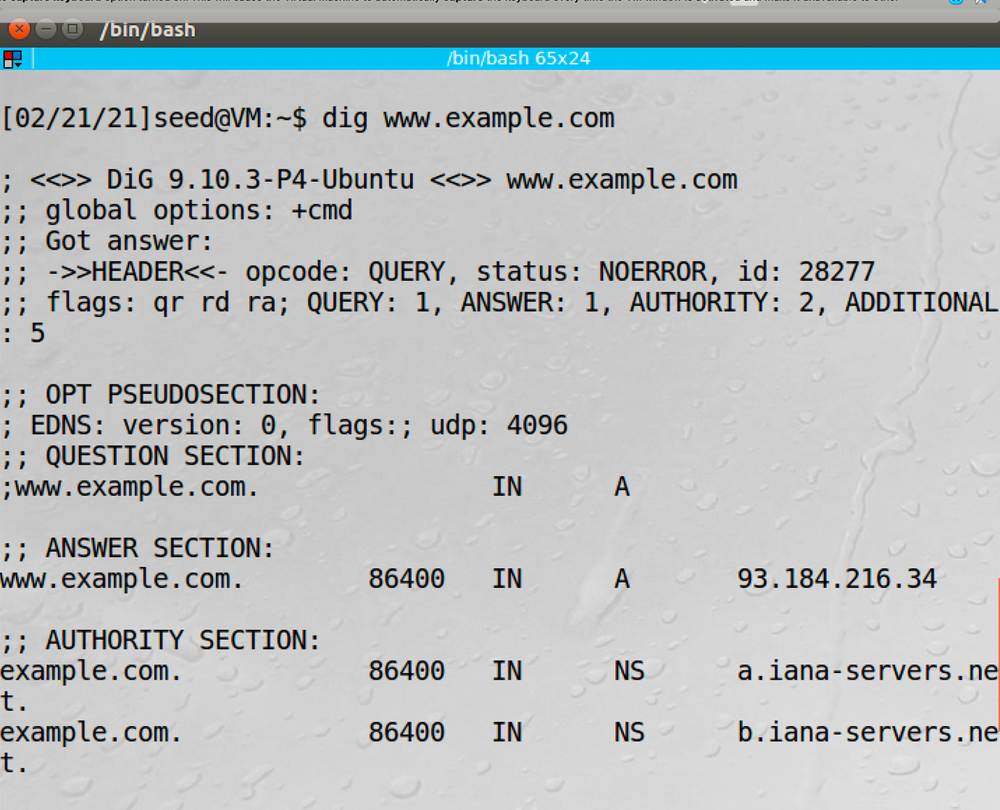 capture keyboard
/bin/bash
/bin/bash 65x24
[02/21/21]seed@VM:~$ dig www.example.com
; <<>> DiG 9.10.3-P4-Ubuntu <<>> www.example.com
;; global options: +cmd
;; Got answer:
;; ->>HEADER<<- opcode: QUERY, status: NOERROR, id: 28277
;; flags: qr rd ra; QUERY: 1, ANSWER: 1, AUTHORITY: 2, ADDITIONAL
: 5
;; OPT PSEUDOSECTION:
; EDNS: version: 0, flags:; udp: 4096
;; QUESTION SECTION:
;www.example.com. IN A
;; ANSWER SECTION:
www.example.com. 86400 IN A 93.184.216.34
;; AUTHORITY SECTION:
example.com. 86400 IN NS a.iana-servers.ne
t.
example.com. 86400 IN NS b.iana-servers.ne
t.